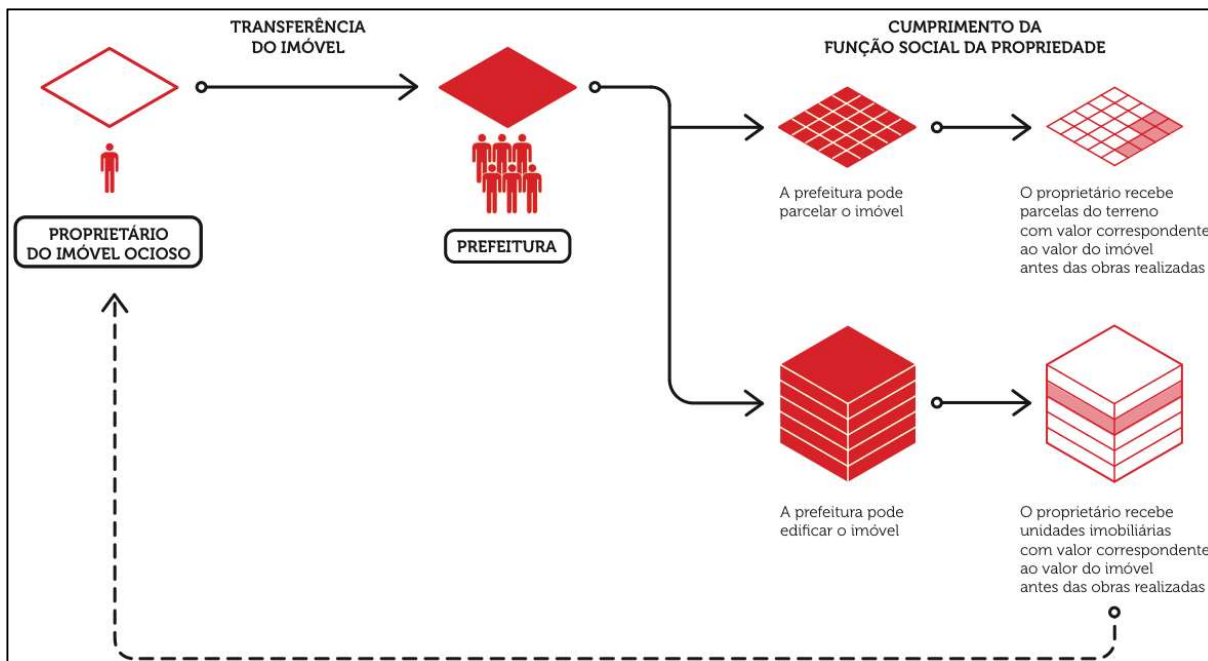 TRANSFERÊNCIA
DO IMÓVEL
CUMPRIMENTO DA
FUNÇÃO SOCIAL DA PROPRIEDADE
PROPRIETÁRIO
DO IMÓVEL OCIOSO
PREFEITURA
A prefeitura pode
parcelar o imóvel
O proprietário recebe
parcelas do terreno
com valor correspondente
ao valor do imóvel
antes das obras realizadas
A prefeitura pode
edificar o imóvel
O proprietário recebe
unidades imobiliárias
com valor correspondente
ao valor do imóvel
antes das obras realizadas